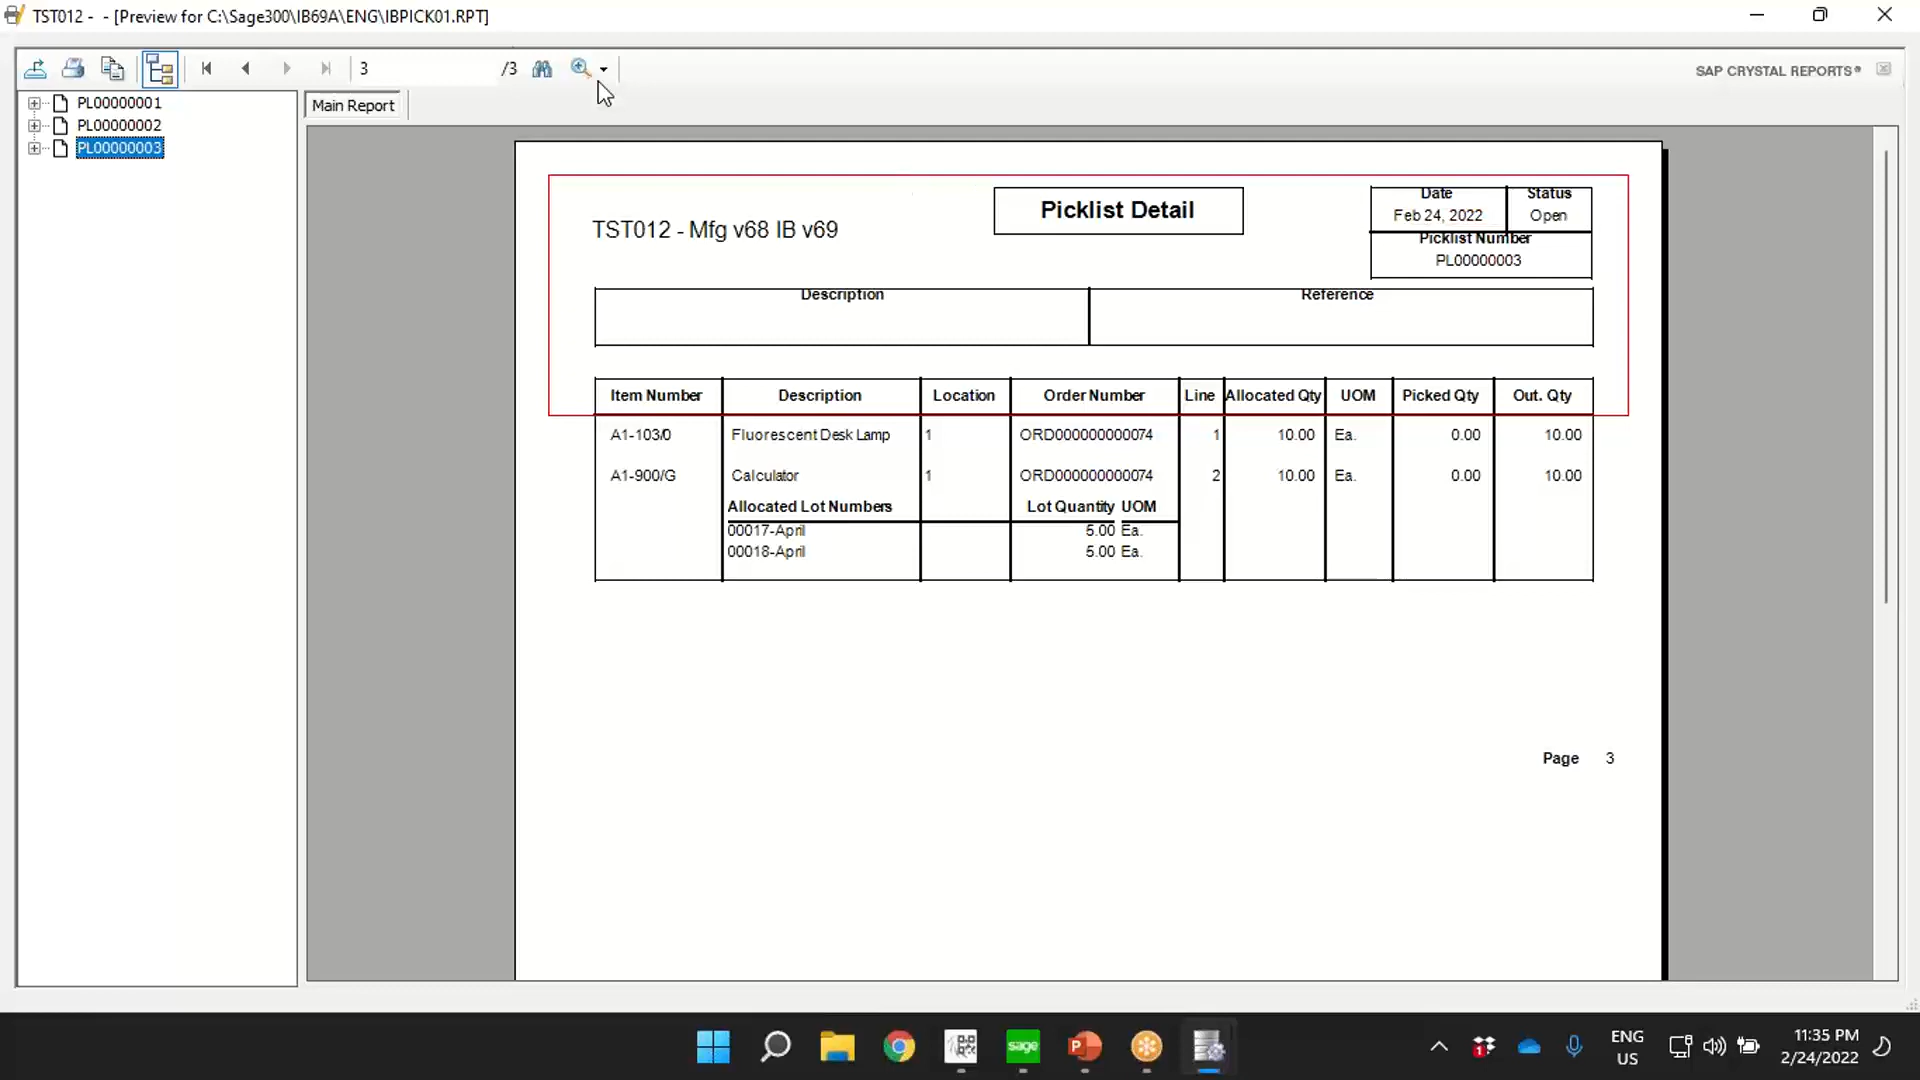 TST012 - - [Preview for C:\Sage300\IB69A\ENG\IBPICK01.RPT]
3 /3
SAP CRYSTAL REPORTS®
PL00000001
PL00000002
PL00000003
Main Report
TST012 - Mfg v68 IB v69
Picklist Detail
Date Status
Feb 24, 2022 Open
Picklist Number
PL00000003
Description Reference
Item Number Description Location Order Number Line Allocated Qty UOM Picked Qty Out. Qty
A1-103/0 Fluorescent Desk Lamp 1 ORD000000000074 1 10.00 Ea. 0.00 10.00
A1-900/G Calculator 1 ORD000000000074 2 10.00 Ea. 0.00 10.00
Allocated Lot Numbers Lot Quantity UOM
00017-April 5.00 Ea.
00018-April 5.00 Ea.
Page 3
sage
P
1
ENG
US
11:35 PM
2/24/2022